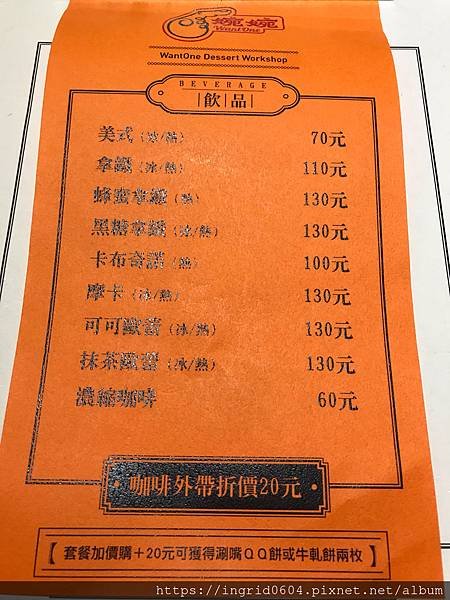 婉婉
WantOne
WantOne Dessert Workshop
BEVERAGE
飲品
美式（冰/熱） 70元
拿鐵（冰/熱） 110元
蜂蜜拿鐵（熱） 130元
黑糖拿鐵（冰/熱） 130元
卡布奇諾（熱） 100元
摩卡（冰/熱） 130元
可可歐蕾（冰/熱） 130元
抹茶歐蕾（冰/熱） 130元
濃縮咖啡 60元
咖啡外帶折價20元
【套餐加價購＋20元可獲得涮嘴ＱＱ餅或牛軋餅兩枚】
https://ingrid0604.pixnet.net/album